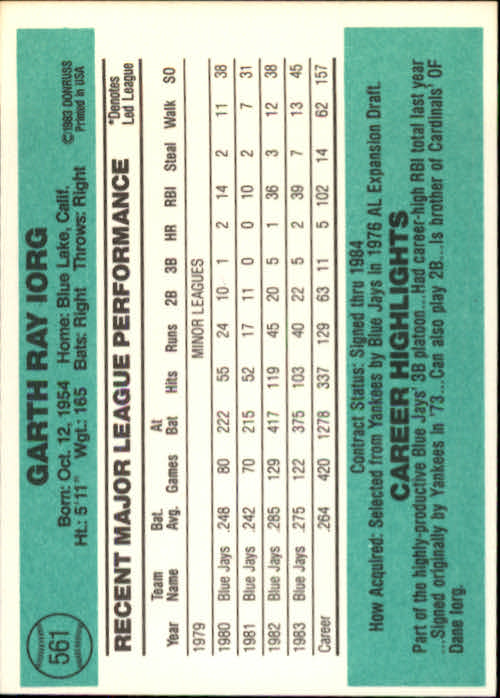 561
GARTH RAY IORG
Born: Oct. 12, 1954 Home: Blue Lake, Calif.
Ht.: 5'11" Wgt.: 165 Bats: Right Throws: Right
©1983 DONRUSS
Printed in USA
RECENT MAJOR LEAGUE PERFORMANCE
*Denotes
Led League
Year Team Name Bat. Avg. Games At Bat Hits Runs 2B 3B HR RBI Steal Walk SO
1979 MINOR LEAGUES
1980 Blue Jays .248 80 222 55 24 10 1 2 14 2 11 38
1981 Blue Jays .242 70 215 52 17 11 0 0 10 2 7 31
1982 Blue Jays .285 129 417 119 45 20 5 1 36 3 12 38
1983 Blue Jays .275 122 375 103 40 22 5 2 39 7 13 45
Career .264 420 1278 337 129 63 11 5 102 14 62 157
Contract Status: Signed thru 1984
How Acquired: Selected from Yankees by Blue Jays in 1976 AL Expansion Draft.
CAREER HIGHLIGHTS
Part of the highly-productive Blue Jays' 3B platoon...Had career-high RBI total last year
...Signed originally by Yankees in '73...Can also play 2B...Is brother of Cardinals' OF
Dane Iorg.